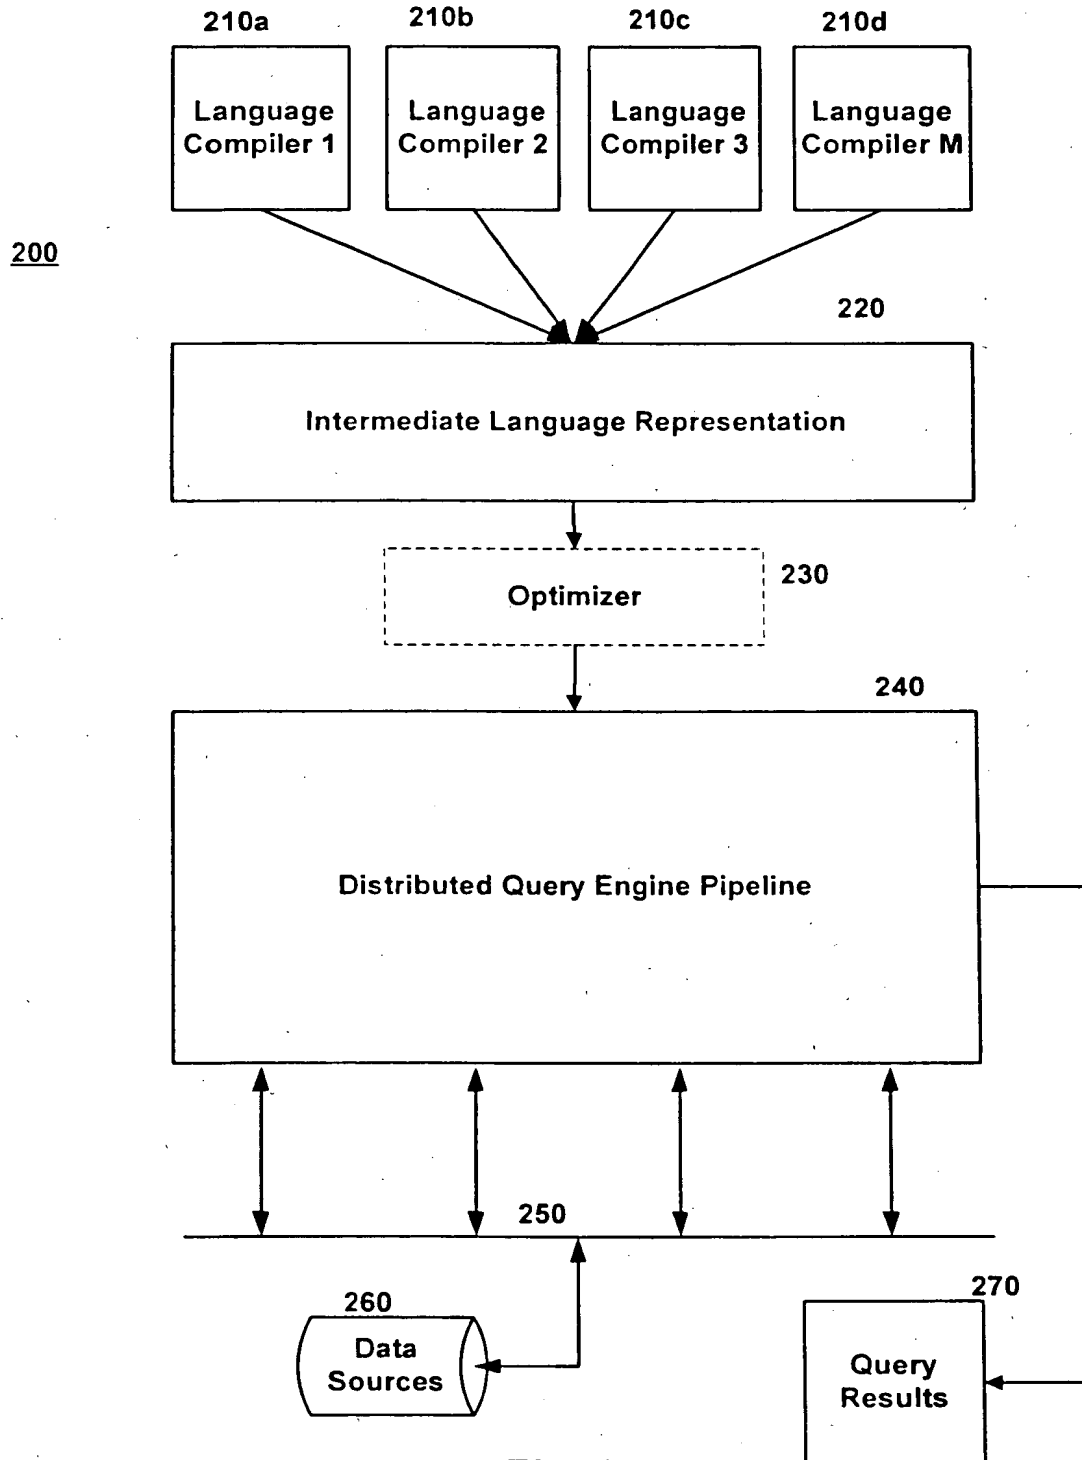 210a 210b 210c 210d
Language Language Language Language
Compiler 1 Compiler 2 Compiler 3 Compiler M
200
220
Intermediate Language Representation
230
Optimizer
240
Distributed Query Engine Pipeline
250
260
270
Data
Sources
Query
Results